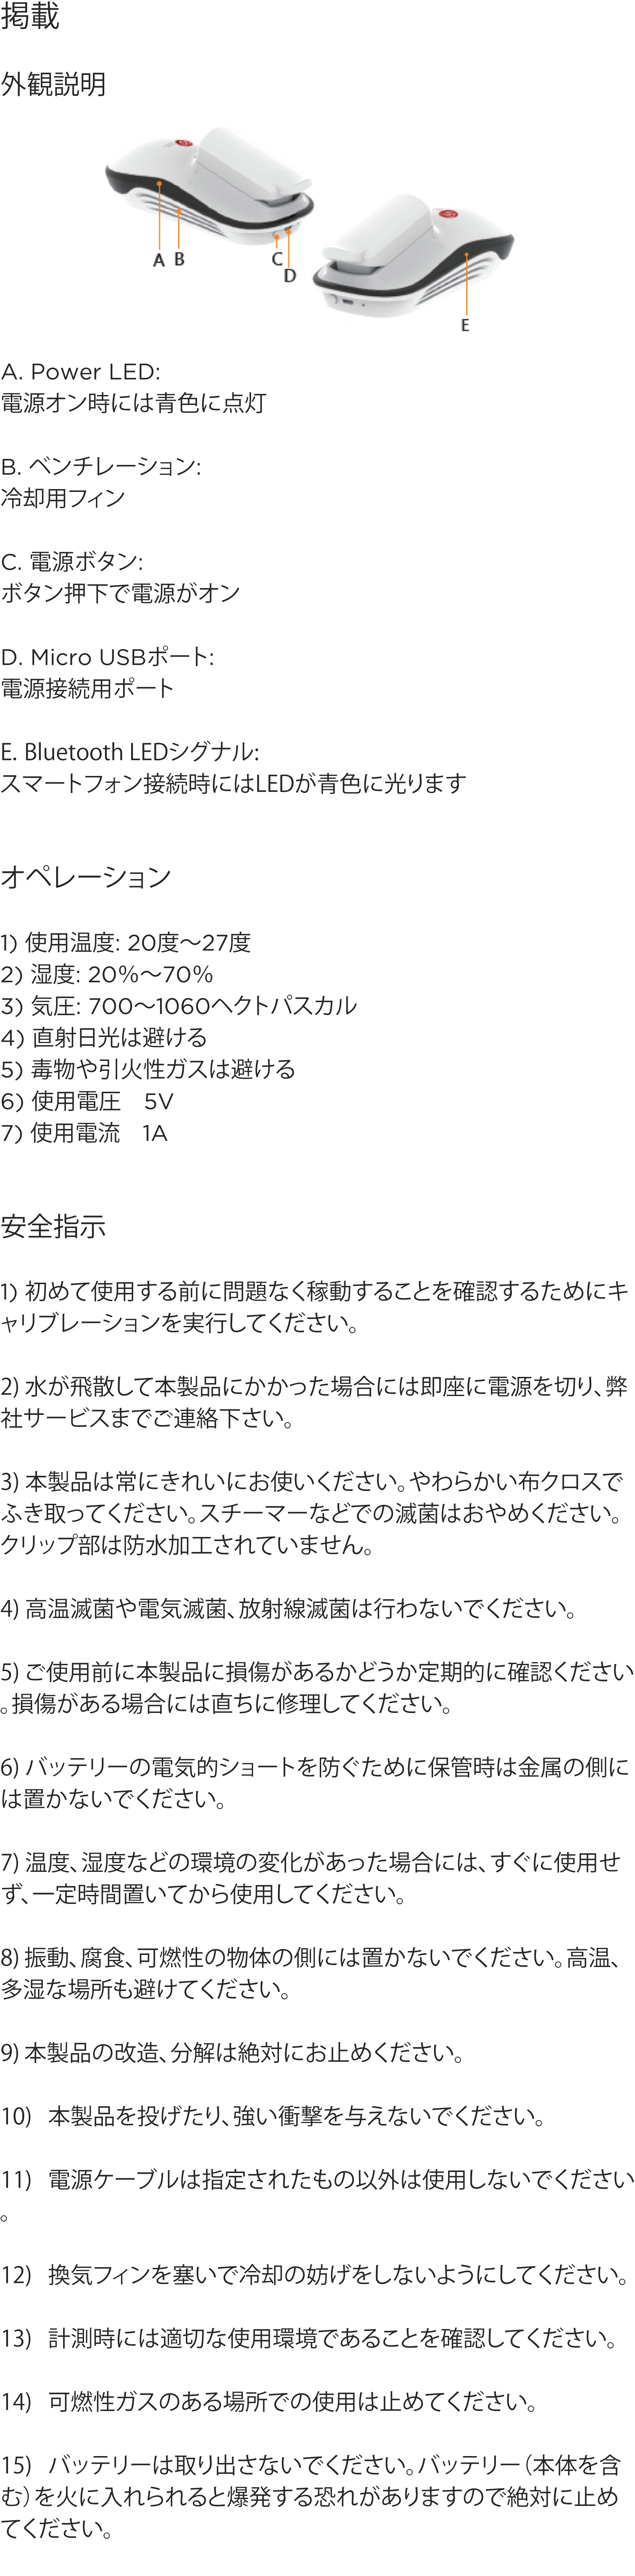 掲載
外観説明
A B
C
D
E
A. Power LED:
電源オン時には青色に点灯
B. ベンチレーション:
冷却用フィン
C. 電源ボタン:
ボタン押下で電源がオン
D. Micro USBポート:
電源接続用ポート
E. Bluetooth LEDシグナル:
スマートフォン接続時にはLEDが青色に光ります
オペレーション
1) 使用温度: 20度〜27度
2) 湿度: 20%〜70%
3) 気圧: 700〜1060ヘクトパスカル
4) 直射日光は避ける
5) 毒物や引火性ガスは避ける
6) 使用電圧　5V
7) 使用電流　1A
安全指示
1) 初めて使用する前に問題なく稼動することを確認するためにキ
ャリブレーションを実行してください。
2) 水が飛散して本製品にかかった場合には即座に電源を切り、弊
社サービスまでご連絡下さい。
3) 本製品は常にきれいにお使いください。やわらかい布クロスで
ふき取ってください。スチーマーなどでの滅菌はおやめください。
クリップ部は防水加工されていません。
4) 高温滅菌や電気滅菌、放射線滅菌は行わないでください。
5) ご使用前に本製品に損傷があるかどうか定期的に確認ください
。損傷がある場合には直ちに修理してください。
6) バッテリーの電気的ショートを防ぐために保管時は金属の側に
は置かないでください。
7) 温度、湿度などの環境の変化があった場合には、すぐに使用せ
ず、一定時間置いてから使用してください。
8) 振動、腐食、可燃性の物体の側には置かないでください。高温、
多湿な場所も避けてください。
9) 本製品の改造、分解は絶対にお止めください。
10)　本製品を投げたり、強い衝撃を与えないでください。
11)　電源ケーブルは指定されたもの以外は使用しないでください
。
12)　換気フィンを塞いで冷却の妨げをしないようにしてください。
13)　計測時には適切な使用環境であることを確認してください。
14)　可燃性ガスのある場所での使用は止めてください。
15)　バッテリーは取り出さないでください。バッテリー（本体を含
む）を火に入れられると爆発する恐れがありますので絶対に止め
てください。